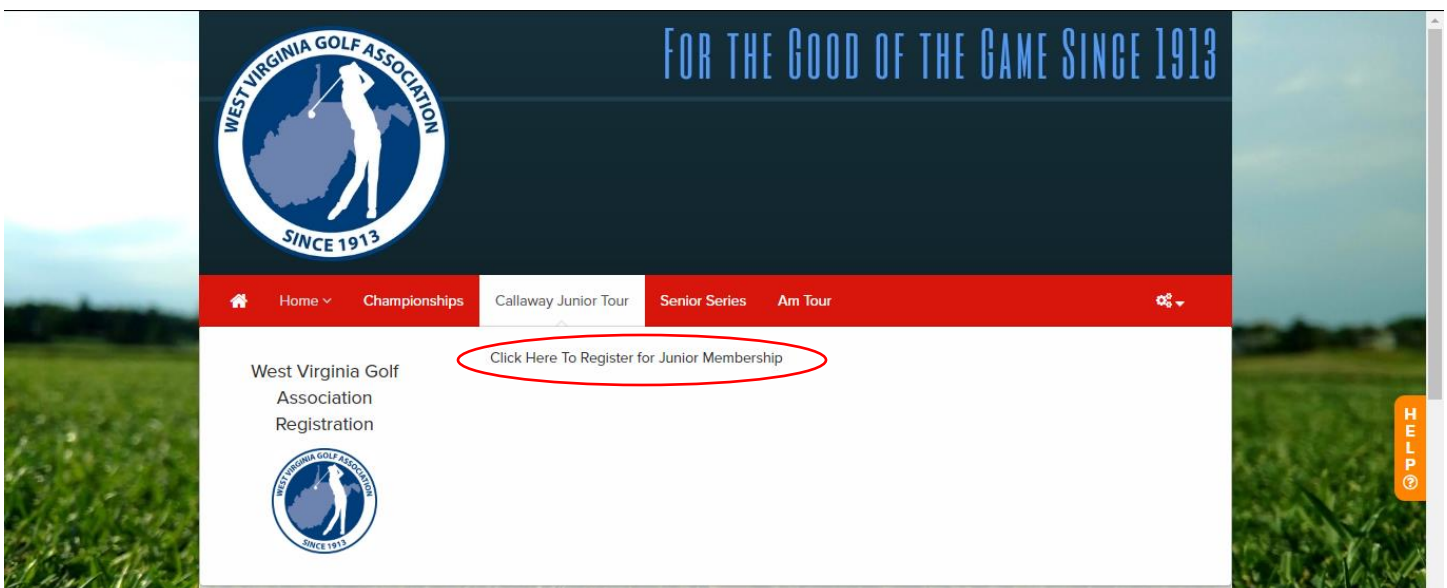 WEST VIRGINIA GOLF ASSOCIATION
SINCE 1913
FOR THE GOOD OF THE GAME SINCE 1913
Home Championships Callaway Junior Tour Senior Series Am Tour
Click Here To Register for Junior Membership
West Virginia Golf
Association
Registration
WEST VIRGINIA GOLF ASSOCIATION
SINCE 1913
HELP